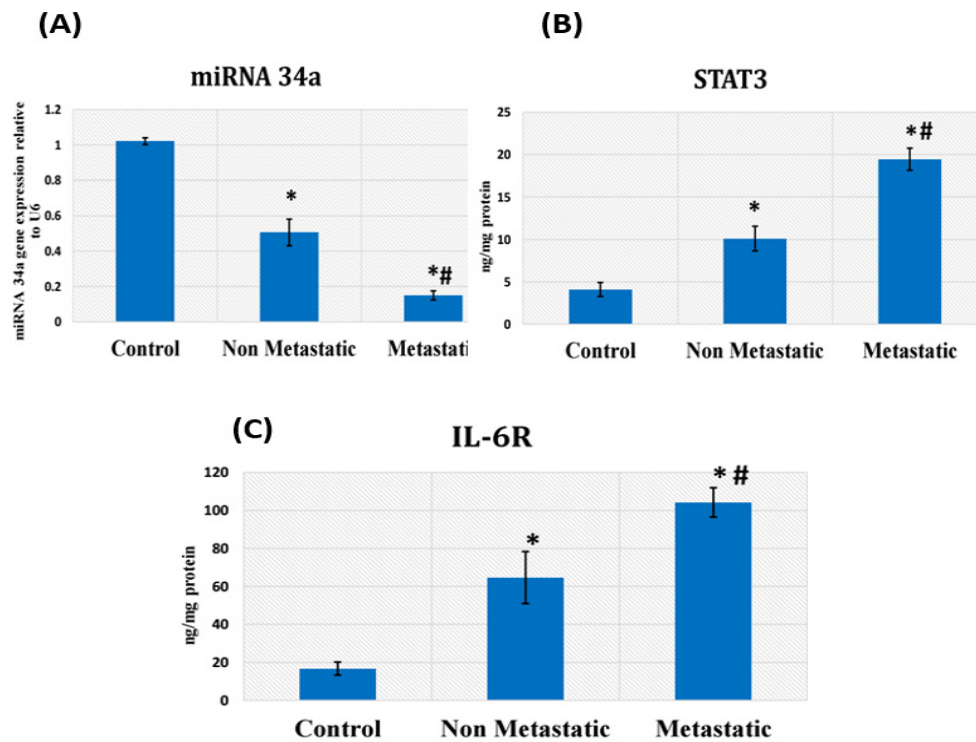 (A)
miRNA 34a
miRNA 34a gene expression relative
to U6
1.2
1
0.8
0.6
0.4
0.2
0
*
*#
Control Non Metastatic Metastati
(B)
STAT3
ng/mg protein
25
20
15
10
5
0
*
*#
Control Non Metastatic Metastatic
(C)
IL-6R
ng/mg protein
120
100
80
60
40
20
0
*
* #
Control Non Metastatic Metastatic